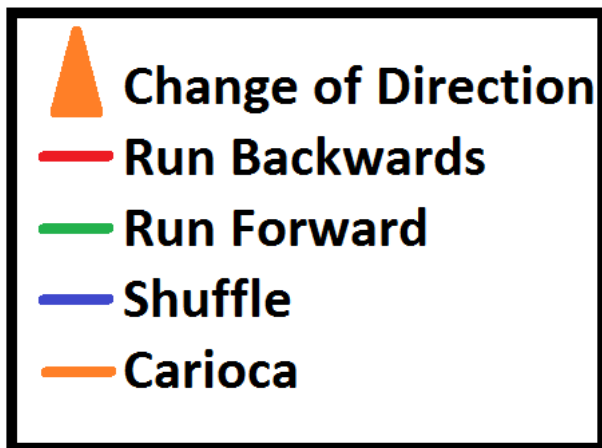 Change of Direction
Run Backwards
Run Forward
Shuffle
Carioca